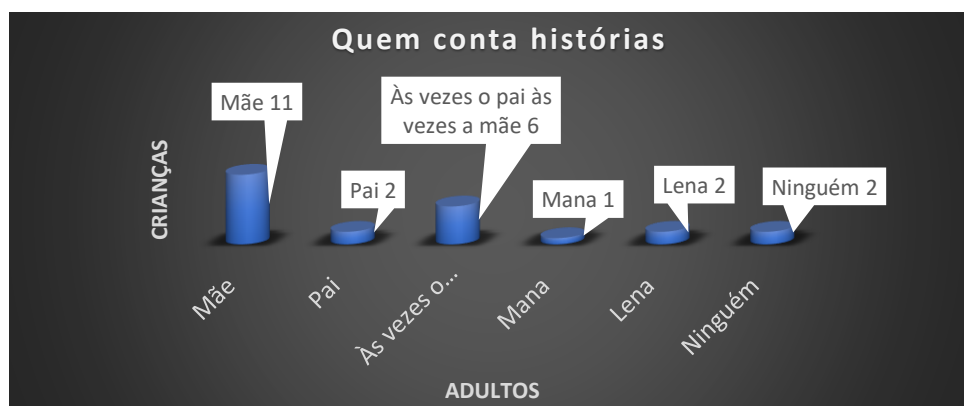 Quem conta histórias
Mãe 11
Às vezes o pai às
vezes a mãe 6
Pai 2
Mana 1
Lena 2
Ninguém 2
CRIANÇAS
Mãe
Pai
Às vezes o...
Mana
Lena
Ninguém
ADULTOS